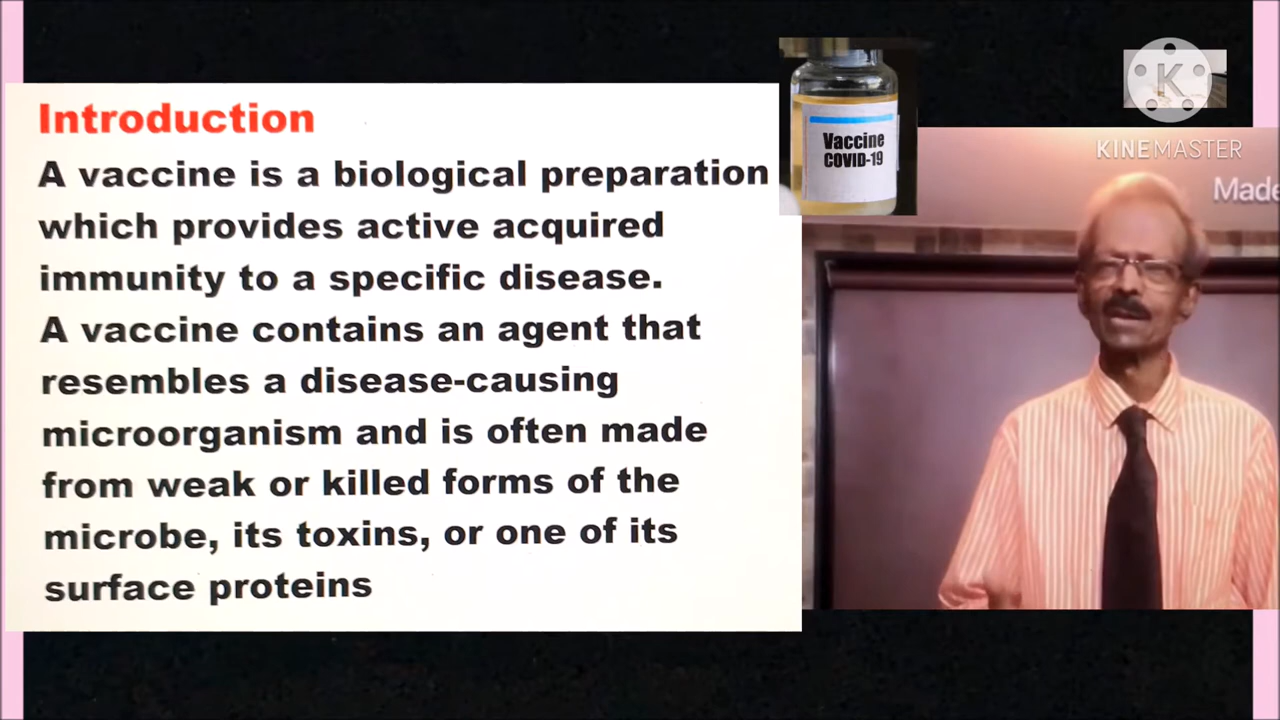 Introduction
A vaccine is a biological preparation
which provides active acquired
immunity to a specific disease.
A vaccine contains an agent that
resembles a disease-causing
microorganism and is often made
from weak or killed forms of the
microbe, its toxins, or one of its
surface proteins
Vaccine
COVID-19
K
KINEMASTER
Made